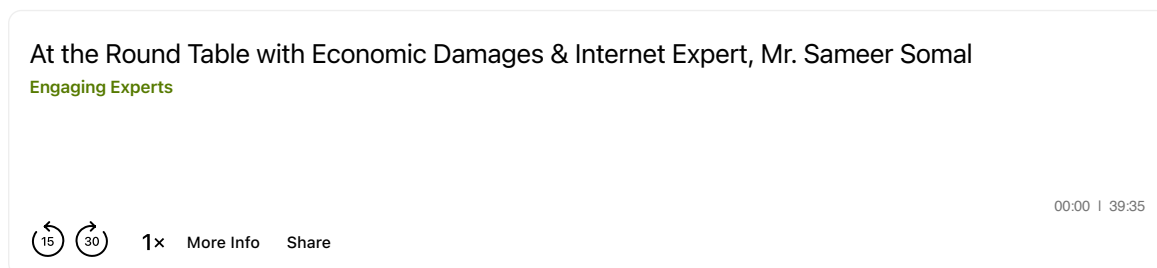 At the Round Table with Economic Damages & Internet Expert, Mr. Sameer Somal
Engaging Experts
00:00 | 39:35
15 30 1× More Info Share